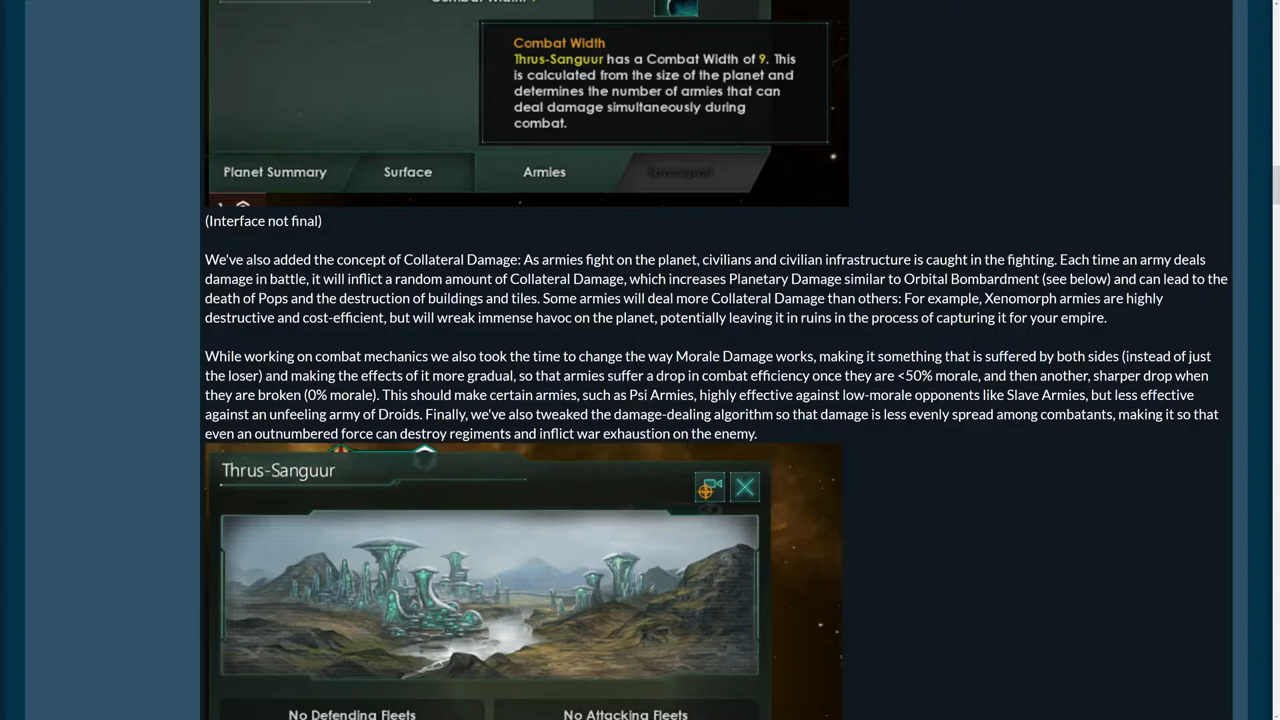 Combat Width
Thrus-Sanguur has a Combat Width of 9. This
is calculated from the size of the planet and
determines the number of armies that can
deal damage simultaneously during
combat.
Planet Summary
Surface
Armies
Spaceport
(Interface not final)
We've also added the concept of Collateral Damage: As armies fight on the planet, civilians and civilian infrastructure is caught in the fighting. Each time an army deals
damage in battle, it will inflict a random amount of Collateral Damage, which increases Planetary Damage similar to Orbital Bombardment (see below) and can lead to the
death of Pops and the destruction of buildings and tiles. Some armies will deal more Collateral Damage than others: For example, Xenomorph armies are highly
destructive and cost-efficient, but will wreak immense havoc on the planet, potentially leaving it in ruins in the process of capturing it for your empire.
While working on combat mechanics we also took the time to change the way Morale Damage works, making it something that is suffered by both sides (instead of just
the loser) and making the effects of it more gradual, so that armies suffer a drop in combat efficiency once they are <50% morale, and then another, sharper drop when
they are broken (0% morale). This should make certain armies, such as Psi Armies, highly effective against low-morale opponents like Slave Armies, but less effective
against an unfeeling army of Droids. Finally, we've also tweaked the damage-dealing algorithm so that damage is less evenly spread among combatants, making it so that
even an outnumbered force can destroy regiments and inflict war exhaustion on the enemy.
Thrus-Sanguur
No Defending Fleets
No Attacking Fleets